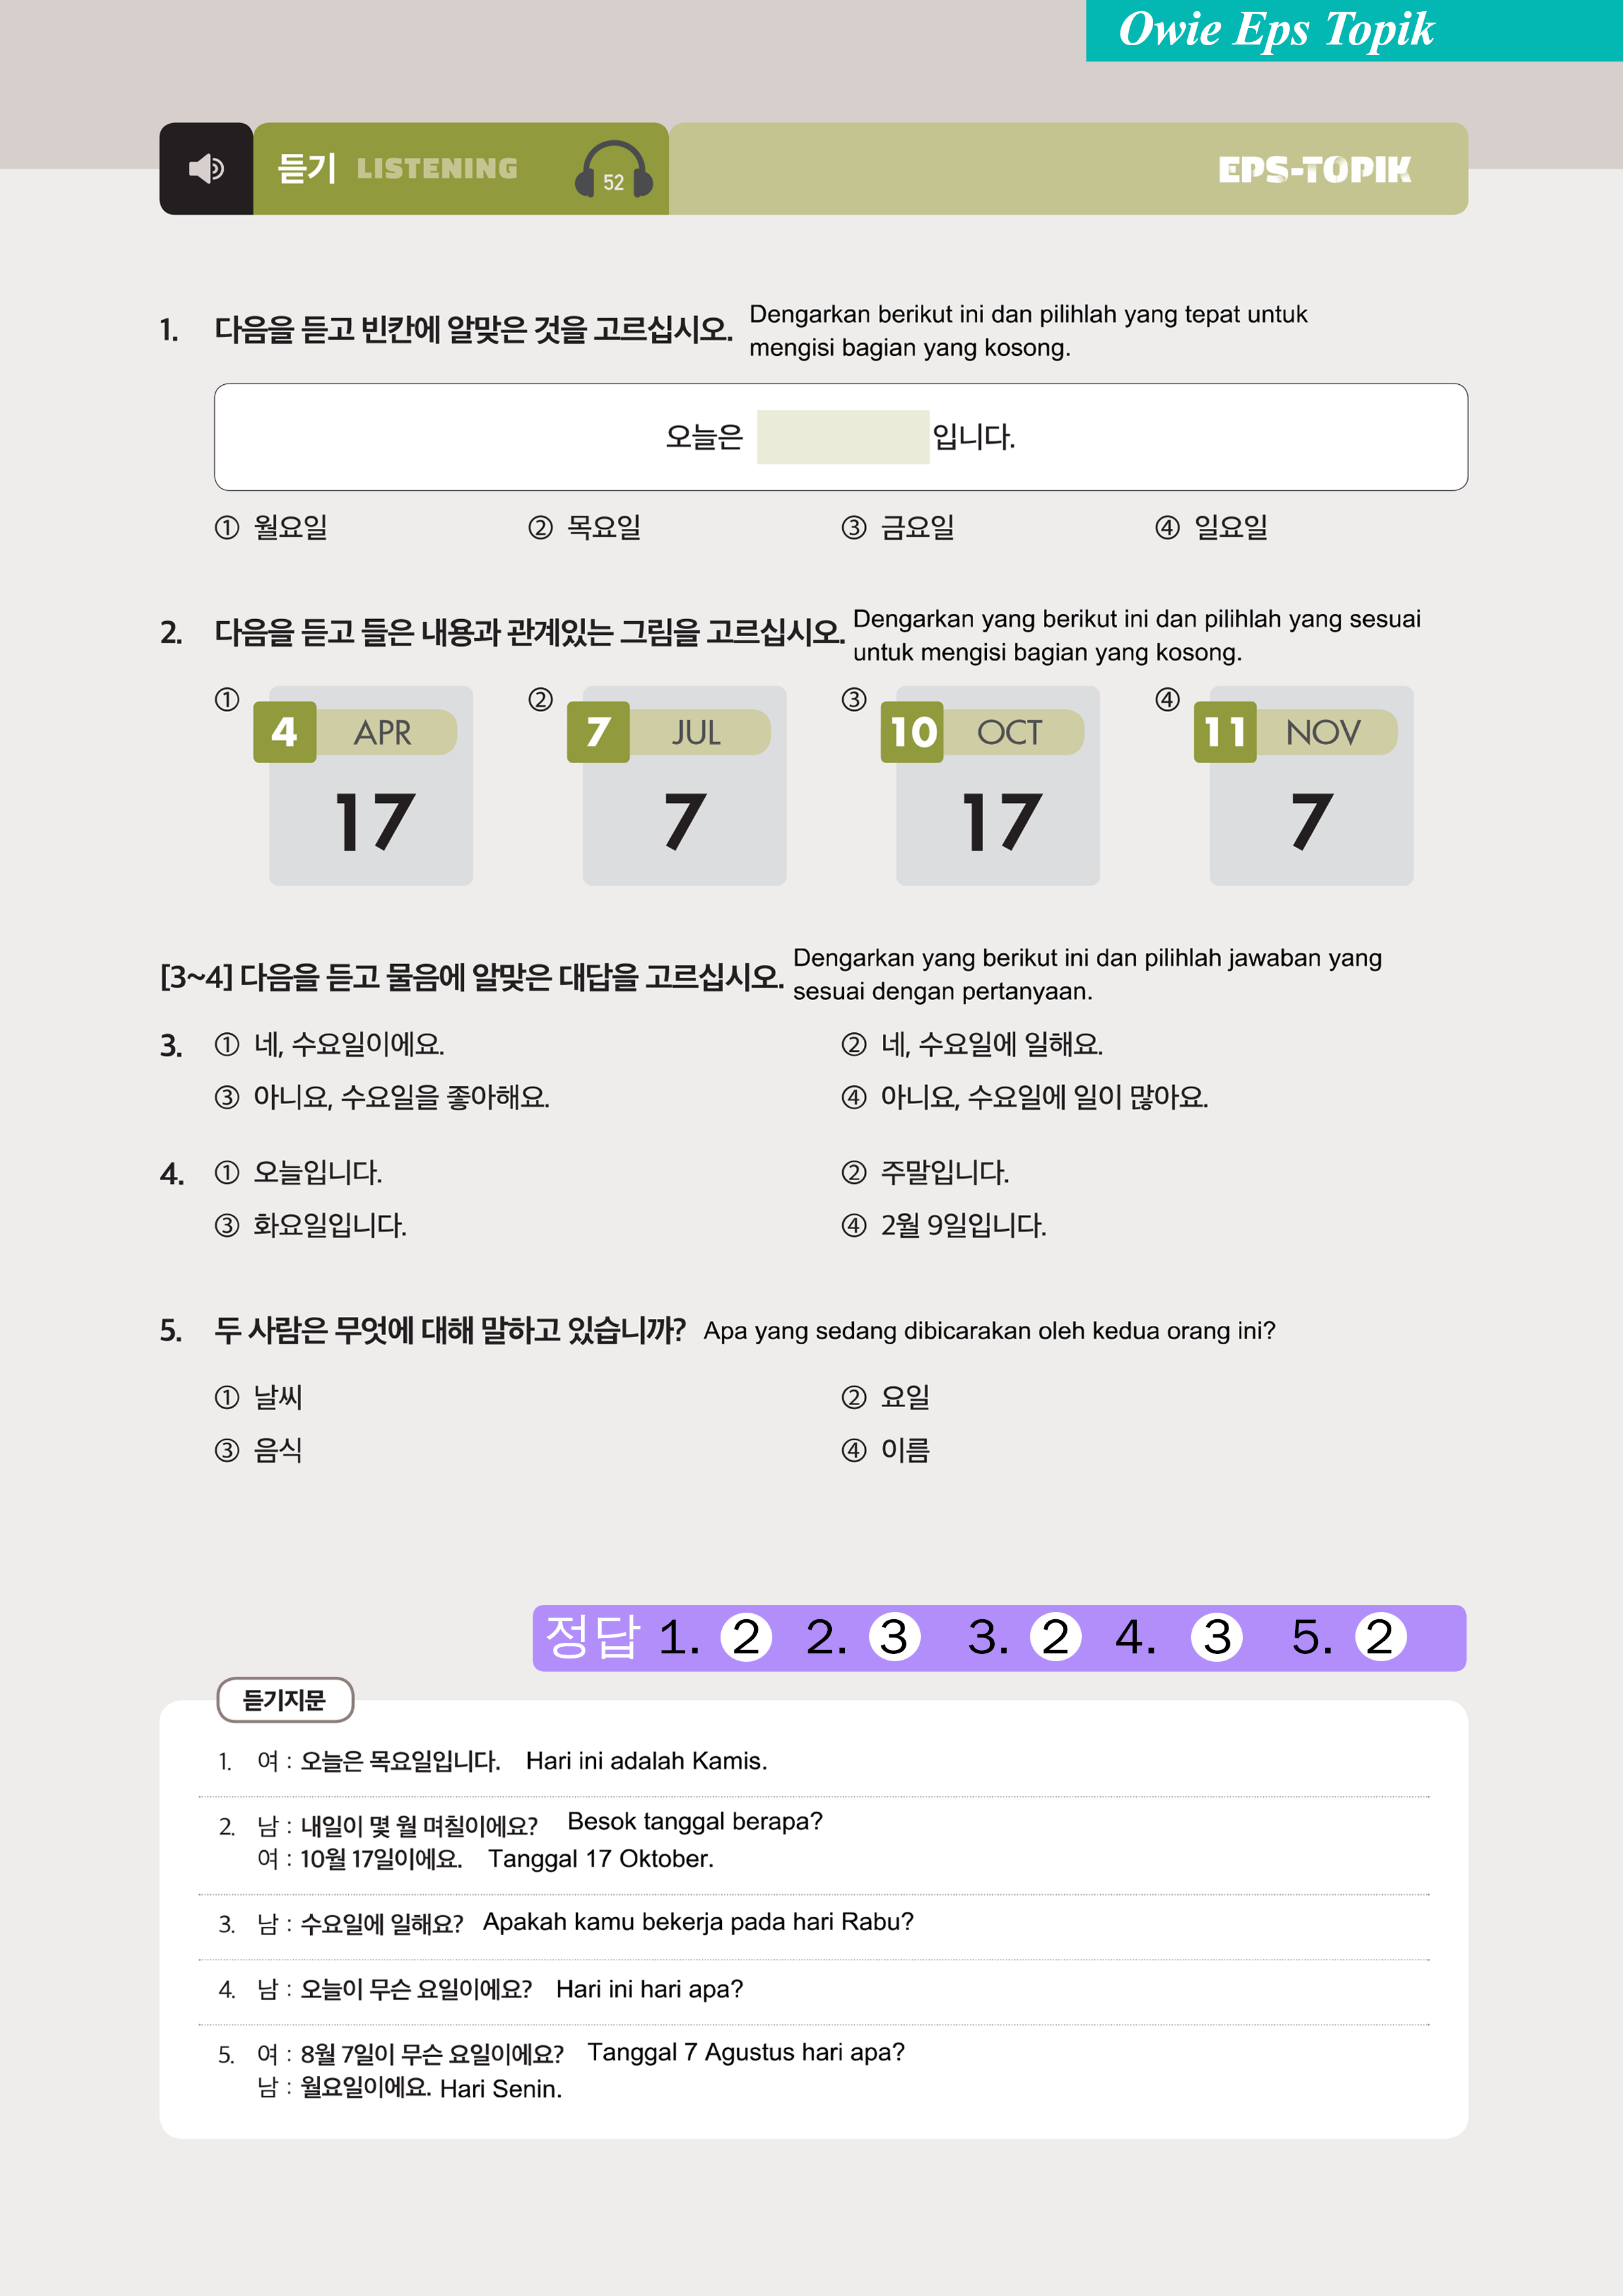 Owie Eps Topik
듣기 LISTENING 52 EPS-TOPIK
1. 다음을 듣고 빈칸에 알맞은 것을 고르십시오. Dengarkan berikut ini dan pilihlah yang tepat untuk
mengisi bagian yang kosong.
오늘은 입니다.
① 월요일 ② 목요일 ③ 금요일 ④ 일요일
2. 다음을 듣고 들은 내용과 관계있는 그림을 고르십시오. Dengarkan yang berikut ini dan pilihlah yang sesuai
untuk mengisi bagian yang kosong.
① ② ③ ④
4 APR 7 JUL 10 OCT 11 NOV
17 7 17 7
[3~4] 다음을 듣고 물음에 알맞은 대답을 고르십시오. Dengarkan yang berikut ini dan pilihlah jawaban yang
sesuai dengan pertanyaan.
3. ① 네, 수요일이에요. ② 네, 수요일에 일해요.
③ 아니요, 수요일을 좋아해요. ④ 아니요, 수요일에 일이 많아요.
4. ① 오늘입니다. ② 주말입니다.
③ 화요일입니다. ④ 2월 9일입니다.
5. 두 사람은 무엇에 대해 말하고 있습니까? Apa yang sedang dibicarakan oleh kedua orang ini?
① 날씨 ② 요일
③ 음식 ④ 이름
정답 1. 2 2. 3 3. 2 4. 3 5. 2
듣기지문
1. 여 : 오늘은 목요일입니다. Hari ini adalah Kamis.
2. 남 : 내일이 몇 월 며칠이에요? Besok tanggal berapa?
여 : 10월 17일이에요. Tanggal 17 Oktober.
3. 남 : 수요일에 일해요? Apakah kamu bekerja pada hari Rabu?
4. 남 : 오늘이 무슨 요일이에요? Hari ini hari apa?
5. 여 : 8월 7일이 무슨 요일이에요? Tanggal 7 Agustus hari apa?
남 : 월요일이에요. Hari Senin.